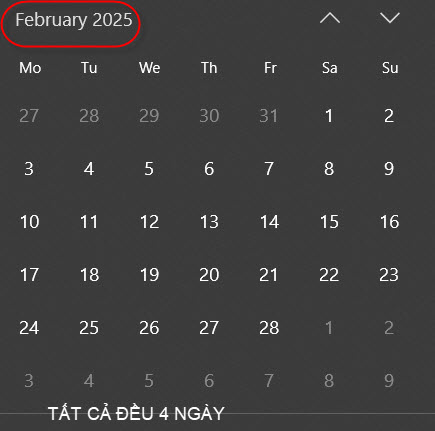 February 2025
Mo Tu We Th Fr Sa Su
27 28 29 30 31 1 2
3 4 5 6 7 8 9
10 11 12 13 14 15 16
17 18 19 20 21 22 23
24 25 26 27 28 1 2
3 4 5 6 7 8 9
TẤT CẢ ĐỀU 4 NGÀY